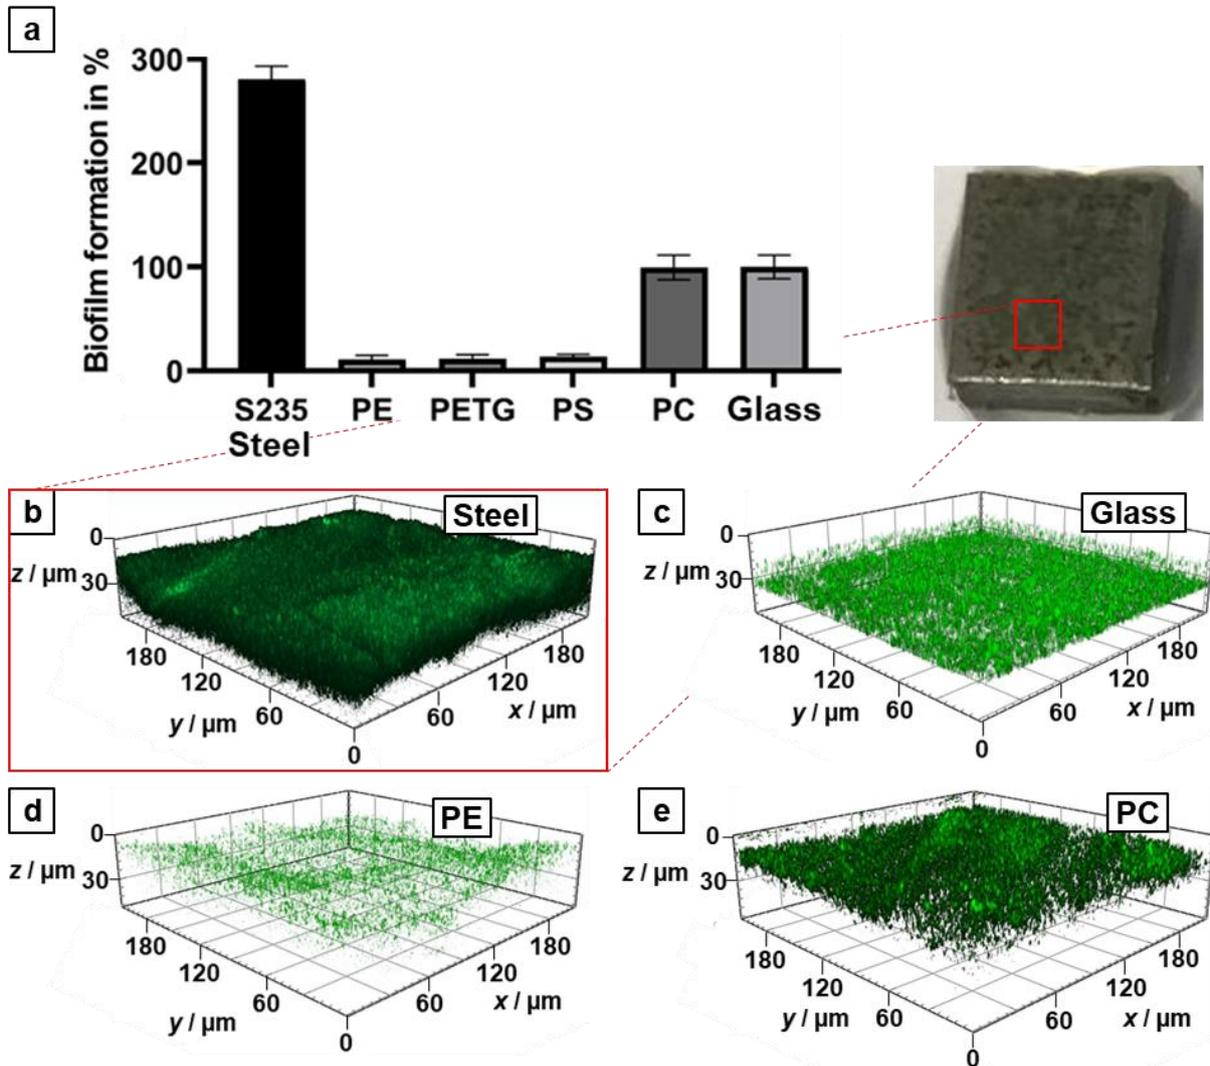 a
Biofilm formation in %
300
200
100
0
S235 Steel
PE
PETG
PS
PC
Glass
b
Steel
0
z / µm
30
180
120
60
y / µm
0
60
120
180
x / µm
c
Glass
0
z / µm
30
180
120
60
y / µm
0
60
120
180
x / µm
d
PE
0
z / µm
30
180
120
60
y / µm
0
60
120
180
x / µm
e
PC
0
z / µm
30
180
120
60
y / µm
0
60
120
180
x / µm